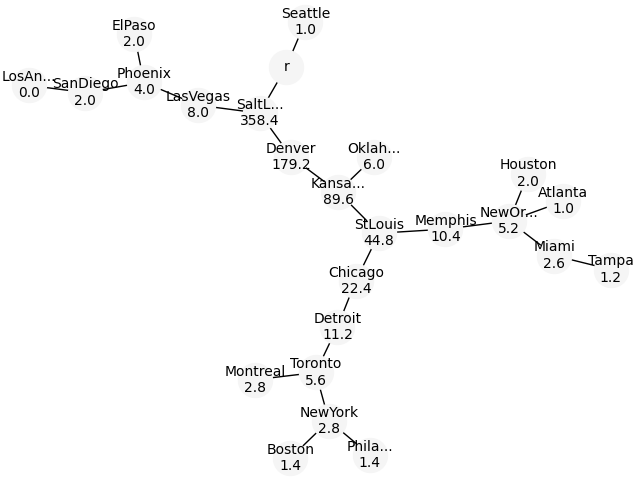 Seattle
1.0
ElPaso
2.0
r
Phoenix
4.0
LosAn...
0.0
SanDiego
2.0
LasVegas
8.0
SaltL...
358.4
Denver
179.2
Oklah...
6.0
Kansa...
89.6
Houston
2.0
Atlanta
1.0
NewOr...
5.2
Memphis
10.4
StLouis
44.8
Miami
2.6
Tampa
1.2
Chicago
22.4
Detroit
11.2
Toronto
5.6
Montreal
2.8
NewYork
2.8
Boston
1.4
Phila...
1.4